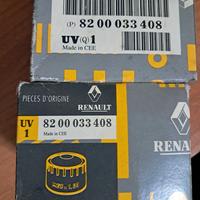 (P) 82 00 033 408
UV (Q) 1
Made in CEE
PIECES D'ORIGINE
RENAULT
UV
1
82 00 033 408
Made in CEE
RENA